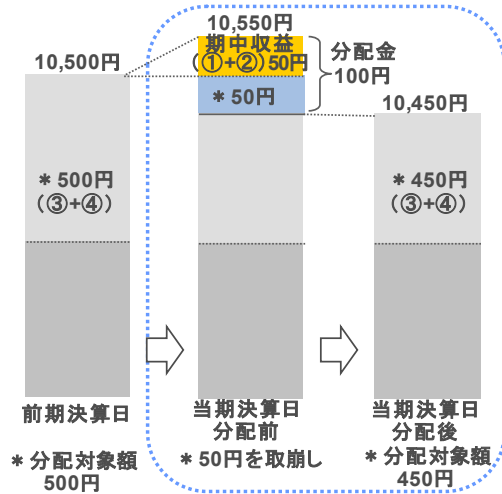 10,550円
期中収益
(①+②)50円
分配金
100円
10,500円
＊50円
10,450円
＊500円
(③+④)
＊450円
(③+④)
前期決算日
当期決算日
分配前
当期決算日
分配後
＊分配対象額
500円
＊50円を取崩し
＊分配対象額
450円